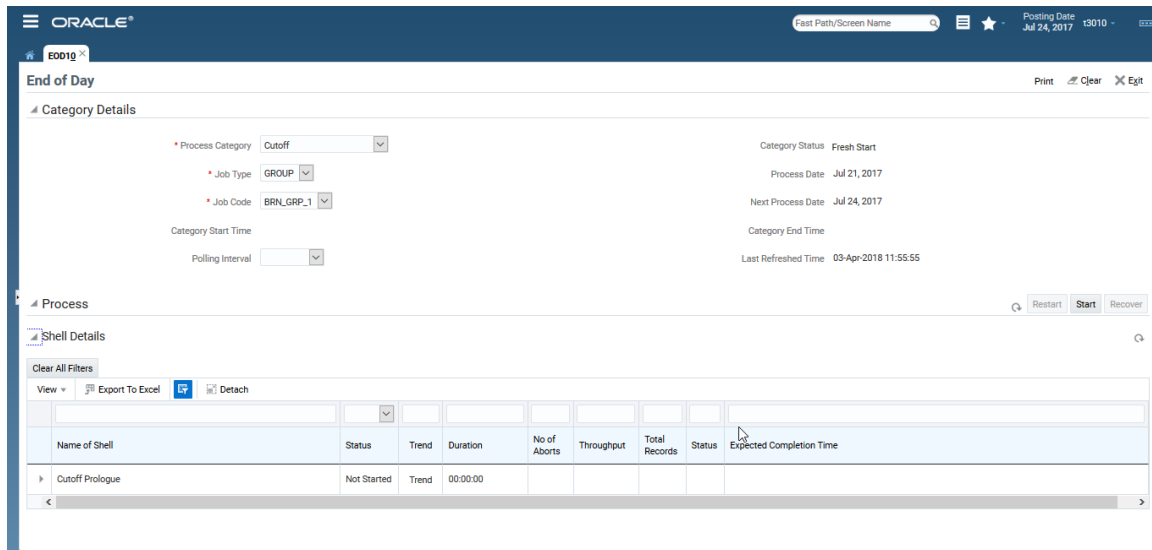 ORACLE® Fast Path/Screen Name Posting Date Jul 24, 2017 t3010
EOD10
End of Day Print Clear Exit
Category Details
* Process Category Cutoff Category Status Fresh Start
* Job Type GROUP Process Date Jul 21, 2017
* Job Code BRN_GRP_1 Next Process Date Jul 24, 2017
Category Start Time Category End Time
Polling Interval Last Refreshed Time 03-Apr-2018 11:55:55
Process Restart Start Recover
Shell Details
Clear All Filters
View Export To Excel Detach
Name of Shell Status Trend Duration No of Aborts Throughput Total Records Status Expected Completion Time
Cutoff Prologue Not Started Trend 00:00:00